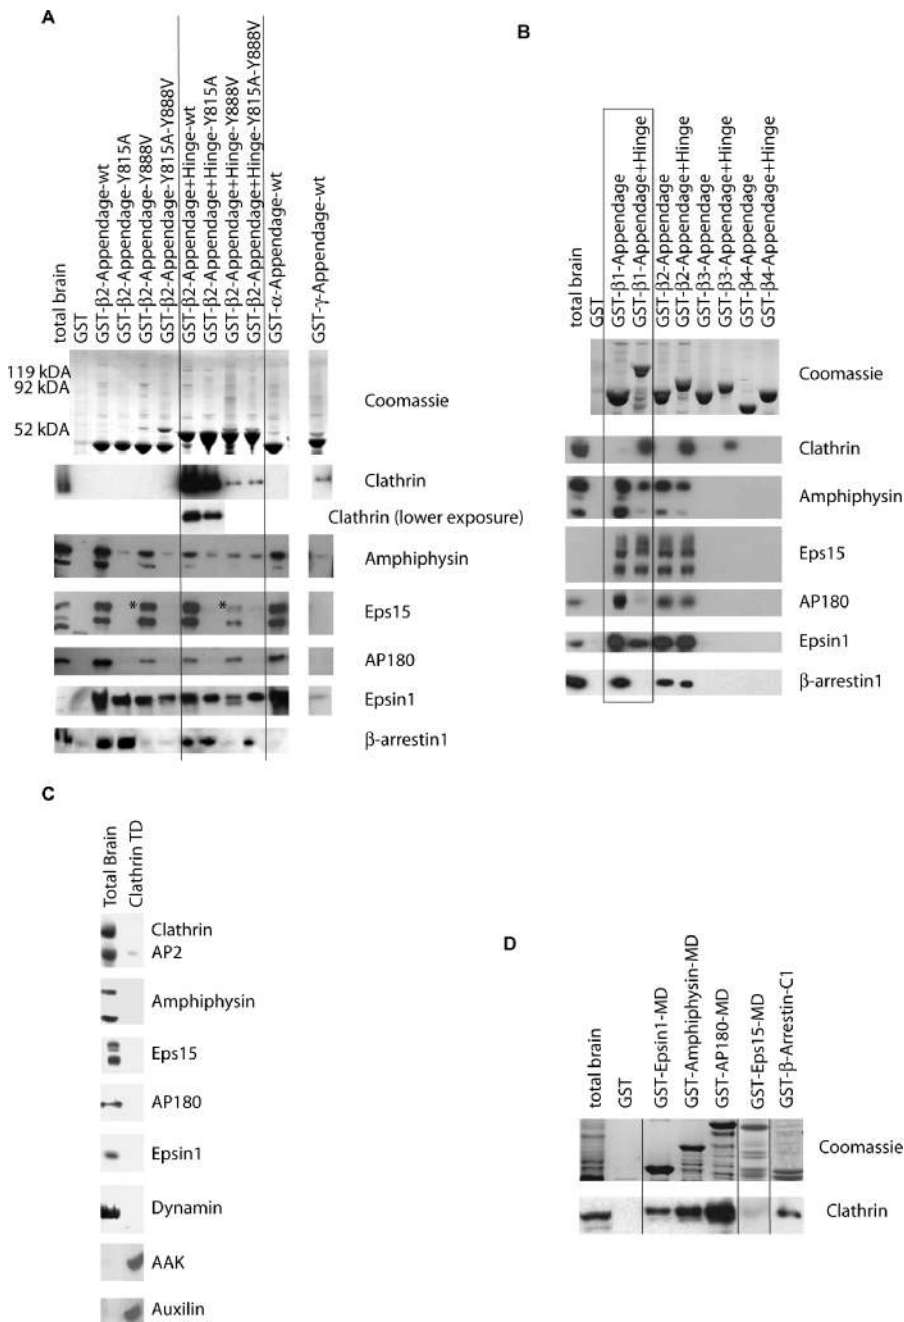 A
total brain
GST
GST-β2-Appendage-wt
GST-β2-Appendage-Y815A
GST-β2-Appendage-Y888V
GST-β2-Appendage-Y815A-Y888V
GST-β2-Appendage+Hinge-wt
GST-β2-Appendage+Hinge-Y815A
GST-β2-Appendage+Hinge-Y888V
GST-β2-Appendage+Hinge-Y815A-Y888V
GST-α-Appendage-wt
GST-γ-Appendage-wt
119 kDA
92 kDA
52 kDA
Coomassie
Clathrin
Clathrin (lower exposure)
Amphiphysin
* *
Eps15
AP180
Epsin1
β-arrestin1
B
total brain
GST
GST-β1-Appendage
GST-β1-Appendage+Hinge
GST-β2-Appendage
GST-β2-Appendage+Hinge
GST-β3-Appendage
GST-β3-Appendage+Hinge
GST-β4-Appendage
GST-β4-Appendage+Hinge
Coomassie
Clathrin
Amphiphysin
Eps15
AP180
Epsin1
β-arrestin1
C
Total Brain
Clathrin TD
Clathrin
AP2
Amphiphysin
Eps15
AP180
Epsin1
Dynamin
AAK
Auxilin
D
total brain
GST
GST-Epsin1-MD
GST-Amphiphysin-MD
GST-AP180-MD
GST-Eps15-MD
GST-β-Arrestin-C1
Coomassie
Clathrin